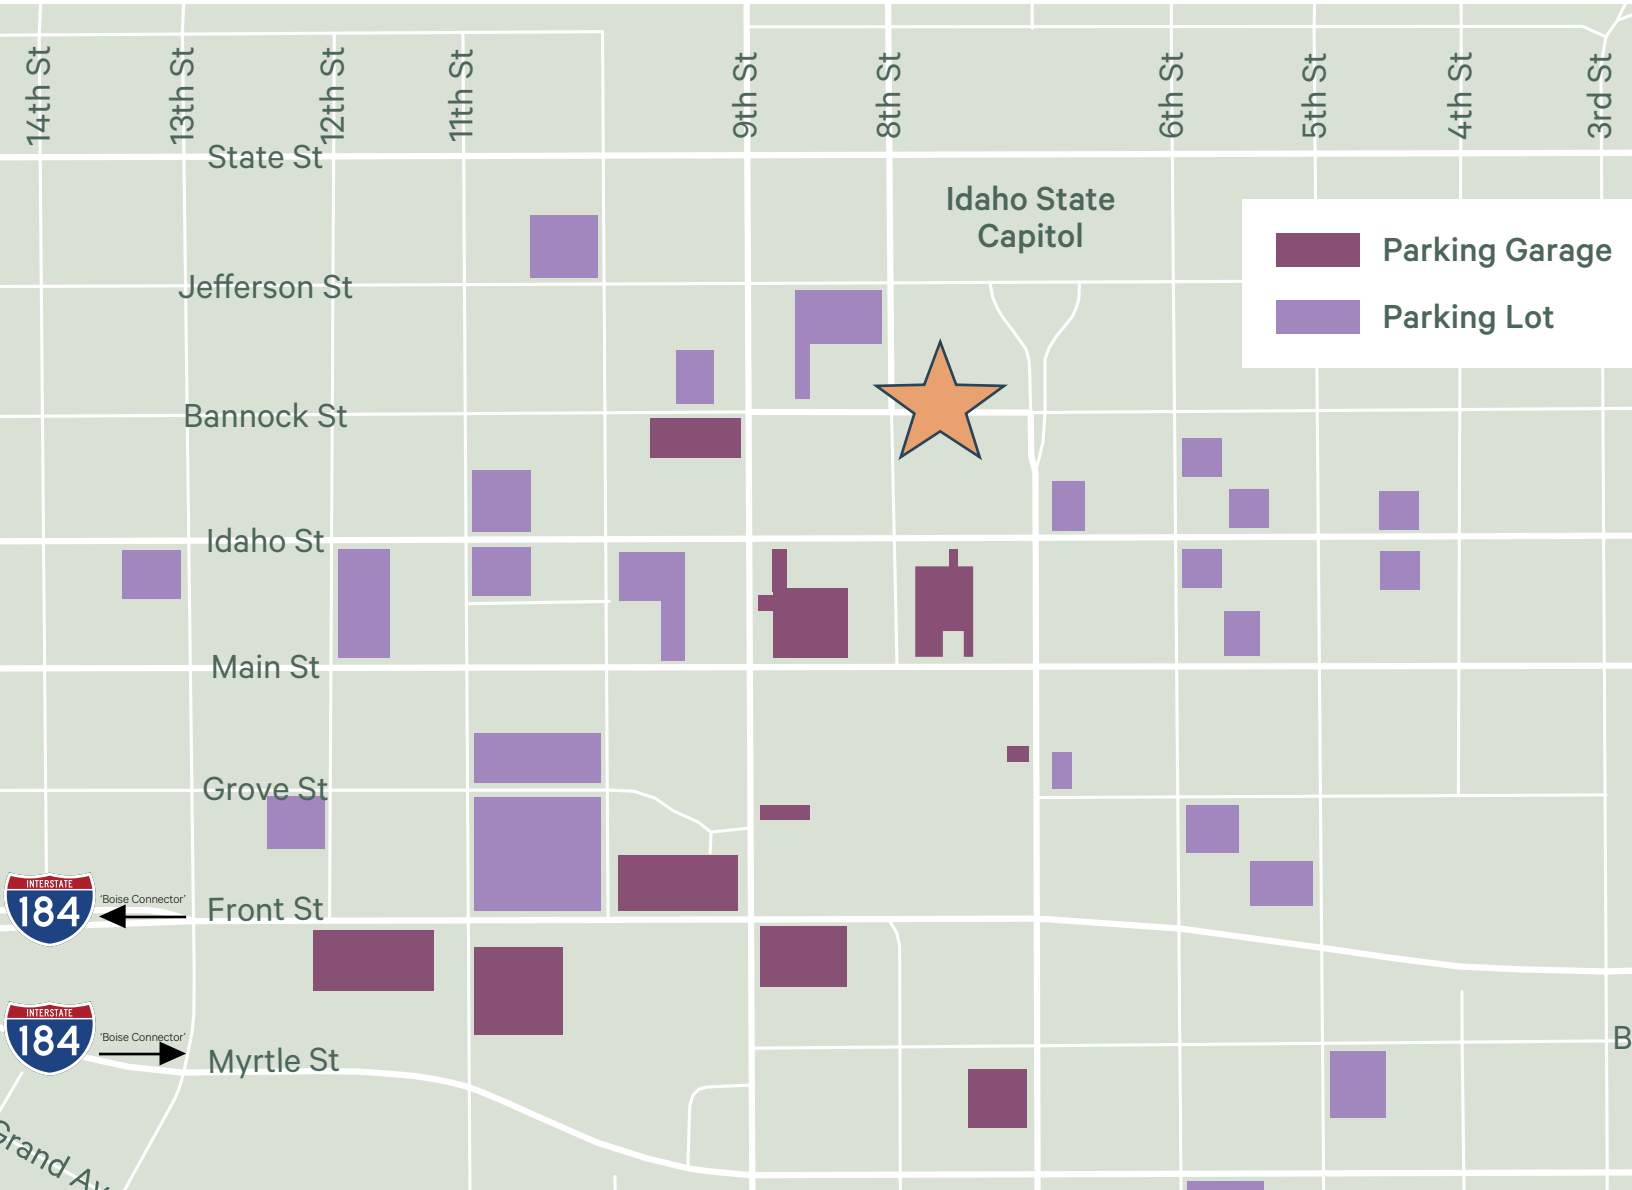 14th St
13th St
12th St
11th St
9th St
8th St
6th St
5th St
4th St
3rd St
State St
Idaho State
Capitol
Parking Garage
Parking Lot
Jefferson St
Bannock St
Idaho St
Main St
Grove St
INTERSTATE
184
'Boise Connector'
Front St
INTERSTATE
184
'Boise Connector'
Myrtle St
B
Grand Av